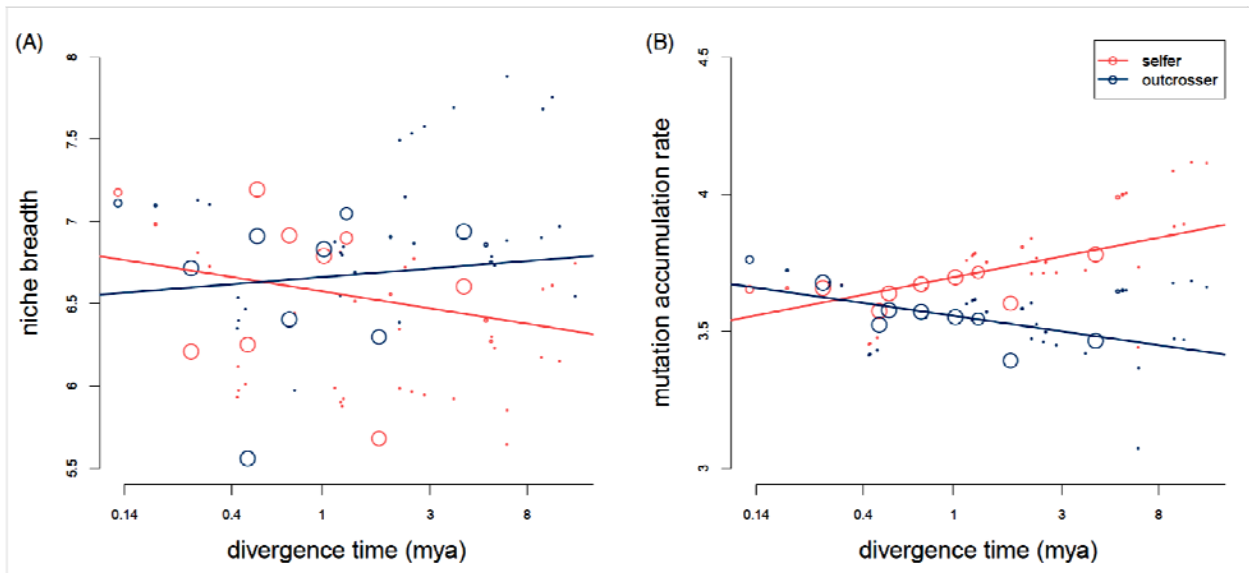 (A)
8
7.5
7
6.5
6
5.5
niche breadth
0.14 0.4 1 3 8
divergence time (mya)
(B)
selfer
outcrosser
4.5
4
3.5
3
mutation accumulation rate
0.14 0.4 1 3 8
divergence time (mya)